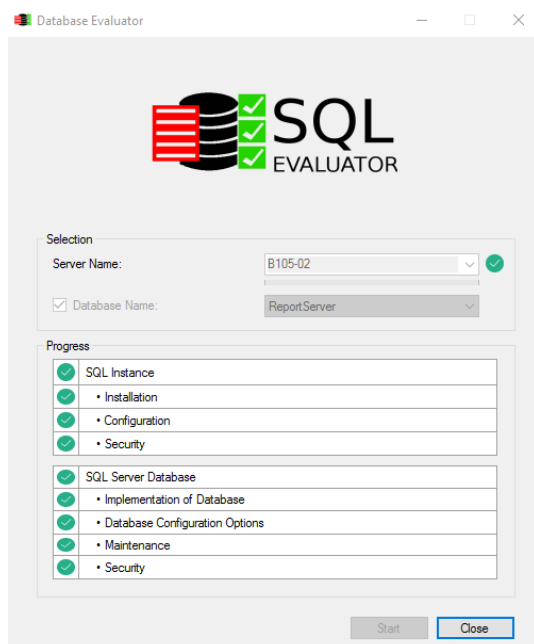 Database Evaluator
SQL
EVALUATOR
Selection
Server Name:
B105-02
Database Name:
ReportServer
Progress
SQL Instance
• Installation
• Configuration
• Security
SQL Server Database
• Implementation of Database
• Database Configuration Options
• Maintenance
• Security
Start
Close